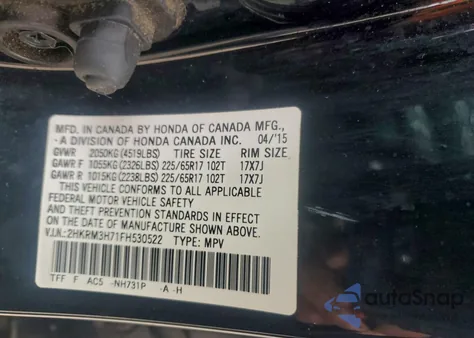 MFD. IN CANADA BY HONDA OF CANADA MFG.,
-A DIVISION OF HONDA CANADA INC. 04/'15
GVWR 2050KG (4519LBS) TIRE SIZE RIM SIZE
GAWR F 1055KG (2326LBS) 225/65R17 102T 17X7J
GAWR R 1015KG (2238LBS) 225/65R17 102T 17X7J
THIS VEHICLE CONFORMS TO ALL APPLICABLE
FEDERAL MOTOR VEHICLE SAFETY, BUMPER,
AND THEFT PREVENTION STANDARDS IN EFFECT
ON THE DATE OF MANUFACTURE SHOWN ABOVE.
V.I.N.:2HKRM3H71FH530522 TYPE: MPV
TFF F AC5 -NH731P -A -H
autoSnap